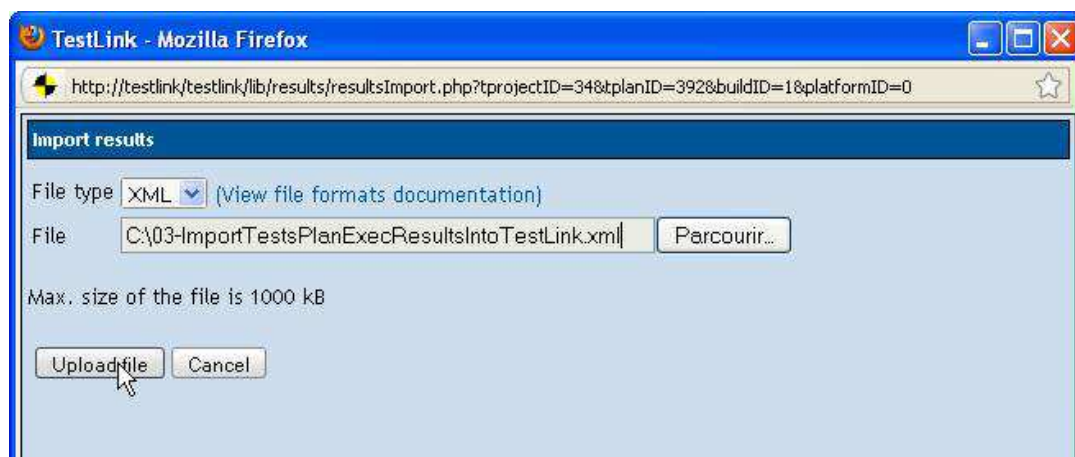 TestLink - Mozilla Firefox
http://testlink/testlink/lib/results/resultsImport.php?tprojectID=34&tplanID=392&buildID=1&platformID=0
Import results
File type XML (View file formats documentation)
File C:\03-ImportTestsPlanExecResultsIntoTestLink.xml Parcourir...
Max. size of the file is 1000 kB
Upload file Cancel